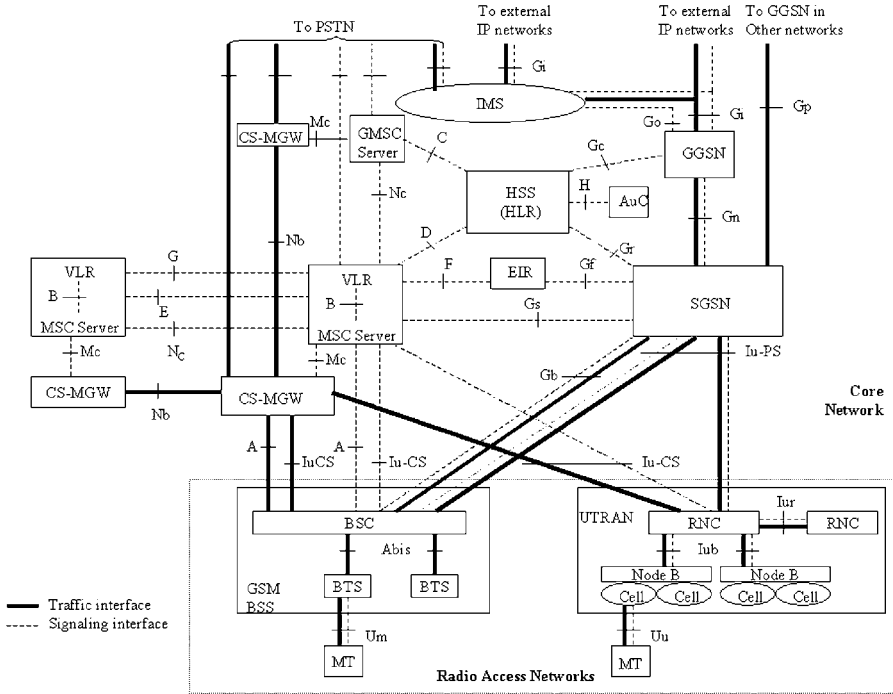 To PSTN
To external
IP networks
To external
IP networks
To GGSN in
Other networks
Gi
IMS
Gi
Gp
Go
Mc
CS-MGW
GMSC
Server
C
Gc
GGSN
HSS
(HLR)
H
AuC
Nc
Gn
D
Gr
Nb
G
VLR
B
E
MSC Server
NC
VLR
B
MSC Server
F
EIR
Gf
Gs
SGSN
Mc
Mc
Iu-PS
Gb
CS-MGW
Nb
CS-MGW
Core
Network
A
IuCS
A
Iu-CS
Iu-CS
BSC
UTRAN
RNC
Iur
RNC
Abis
Iub
GSM
BSS
BTS
BTS
Node B
Node B
Cell
Cell
Cell
Cell
Traffic interface
Signaling interface
Um
Uu
MT
MT
Radio Access Networks